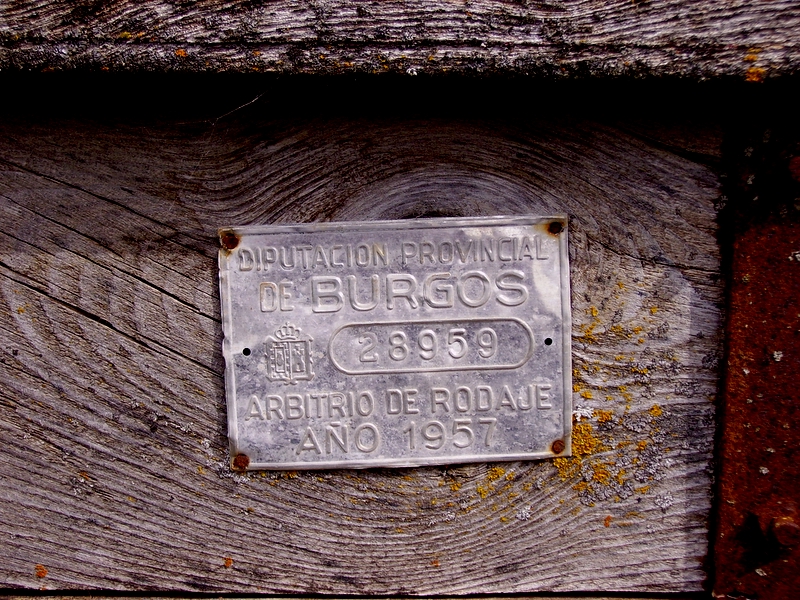 DIPUTACION PROVINCIAL
DE BURGOS
28959
ARBITRIO DE RODAJE
AÑO 1957